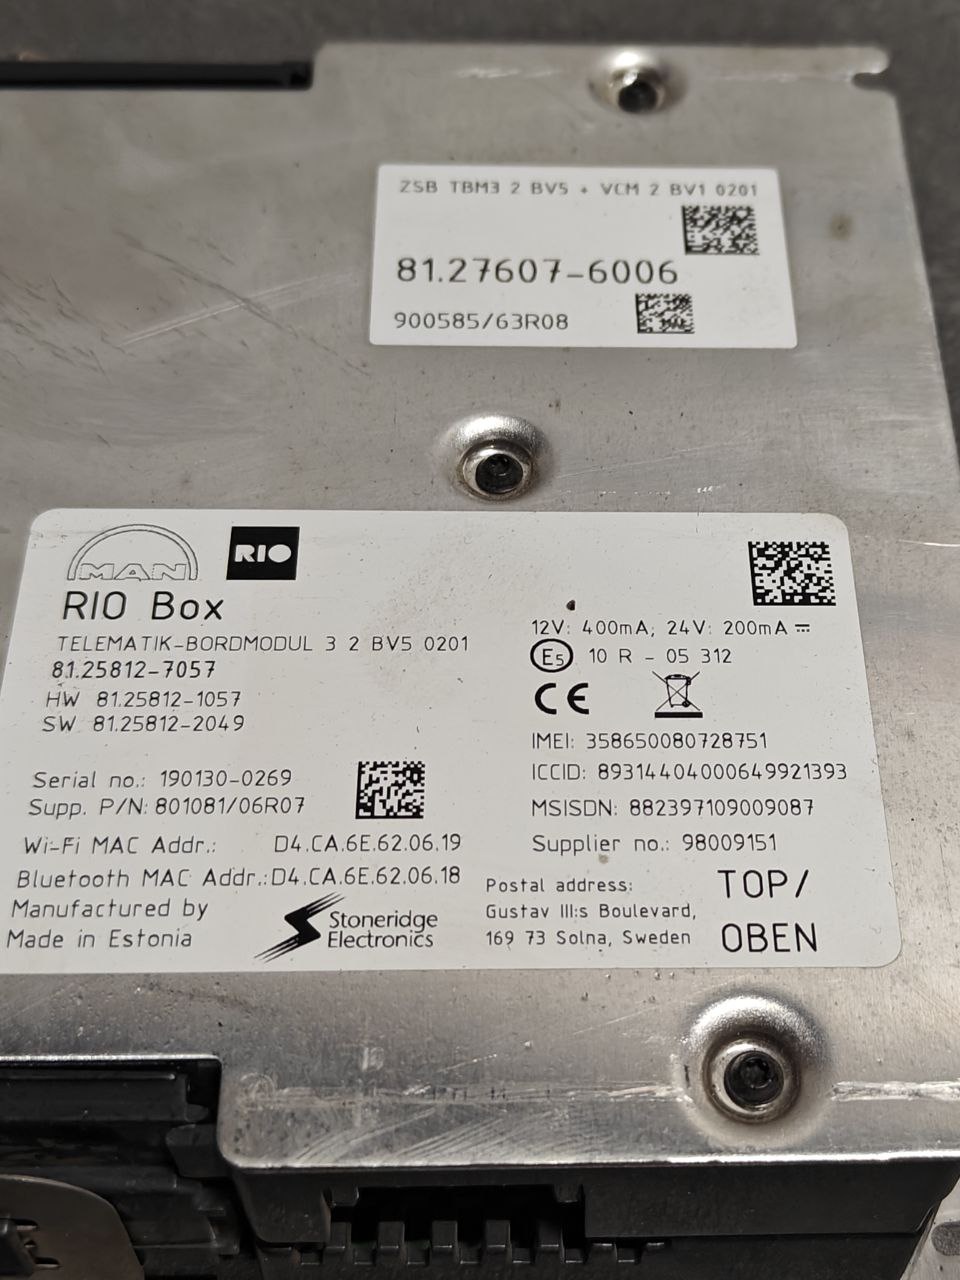 ZSB TBM3 2 BV5 + VCM 2 BV1 0201
81.27607-6006
900585/63R08
MAN
RIO
RIO Box
TELEMATIK-BORDMODUL 3 2 BV5 0201
81.25812-7057
HW 81.25812-1057
SW 81.25812-2049
Serial no.: 190130-0269
Supp. P/N: 801081/06R07
Wi-Fi MAC Addr.: D4.CA.6E.62.06.19
Bluetooth MAC Addr.:D4.CA.6E.62.06.18
Manufactured by
Made in Estonia
Stoneridge
Electronics
12V: 400mA; 24V: 200mA
E5 10 R - 05 312
CE
IMEI: 358650080728751
ICCID: 89314404000649921393
MSISDN: 882397109009087
Supplier no.: 98009151
Postal address:
Gustav III:s Boulevard,
169 73 Solna, Sweden
TOP/
OBEN